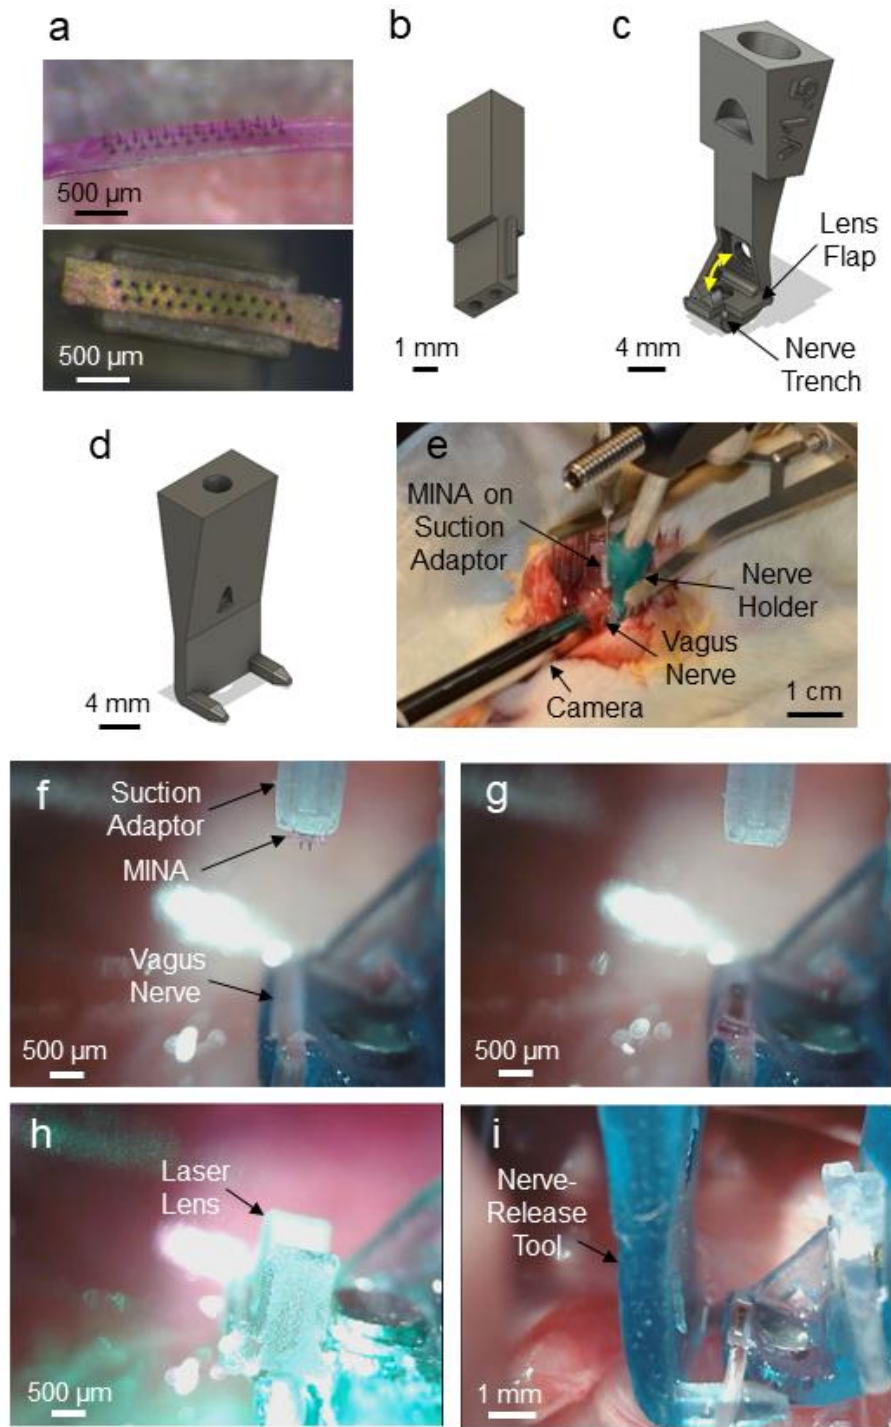 a
500 µm
500 µm
b
1 mm
c
Lens
Flap
Nerve
Trench
4 mm
d
4 mm
e
MINA on
Suction
Adaptor
Nerve
Holder
Vagus
Nerve
Camera
1 cm
f
Suction
Adaptor
MINA
Vagus
Nerve
500 µm
g
500 µm
h
Laser
Lens
500 µm
i
Nerve-
Release
Tool
1 mm